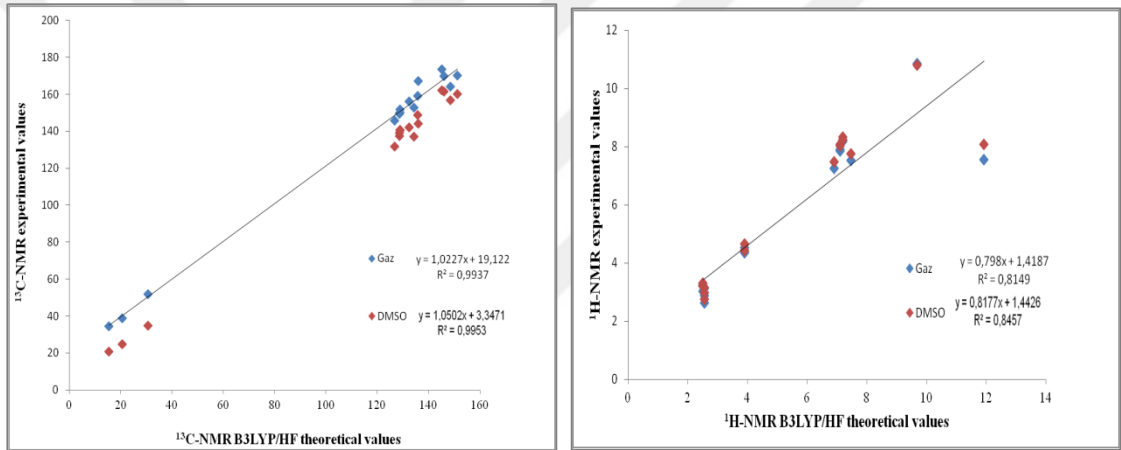 ¹³C-NMR experimental values
200
180
160
140
120
100
80
60
40
20
0
0 20 40 60 80 100 120 140 160
¹³C-NMR B3LYP/HF theoretical values
Gaz y = 1,0227x + 19,122
R² = 0,9937
DMSO y = 1,0502x + 3,3471
R² = 0,9953
¹H-NMR experimental values
12
10
8
6
4
2
0
0 2 4 6 8 10 12 14
¹H-NMR B3LYP/HF theoretical values
Gaz y = 0,798x + 1,4187
R² = 0,8149
DMSO y = 0,8177x + 1,4426
R² = 0,8457